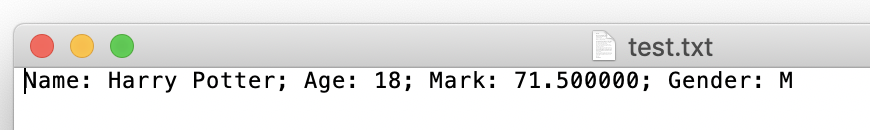 test.txt
Name: Harry Potter; Age: 18; Mark: 71.500000; Gender: M